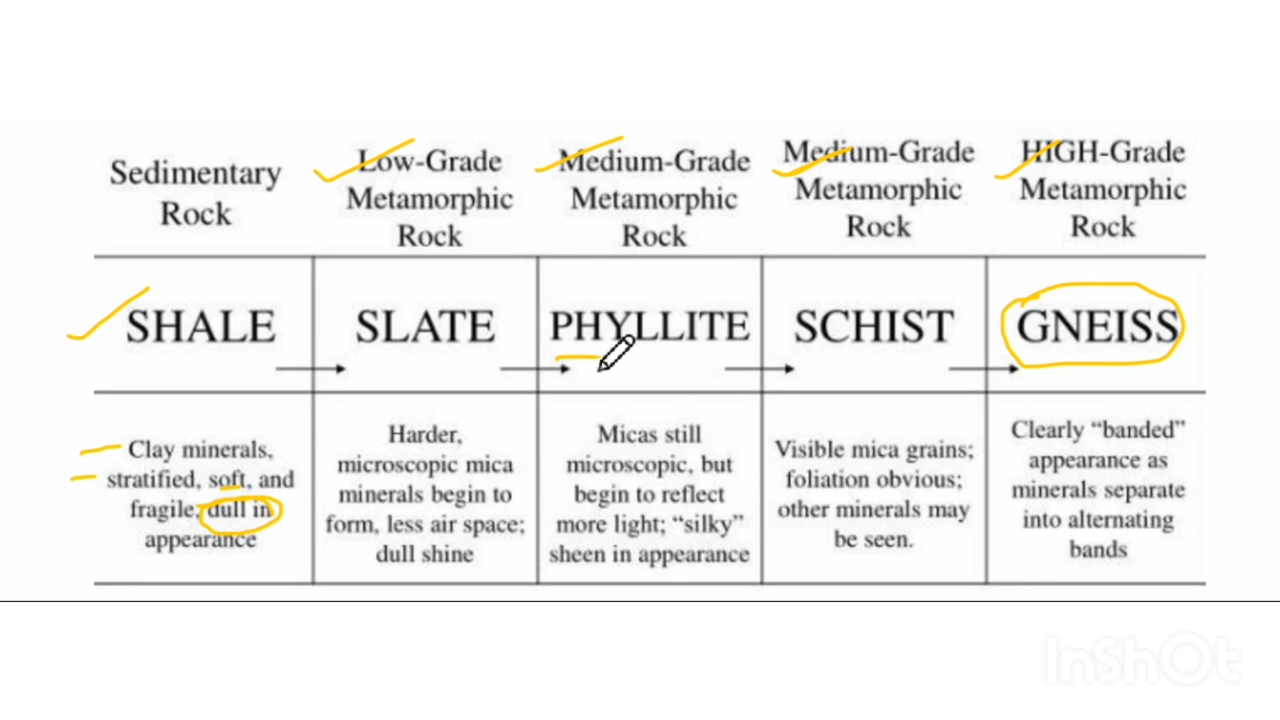 Sedimentary
Rock
Low-Grade
Metamorphic
Rock
Medium-Grade
Metamorphic
Rock
Medium-Grade
Metamorphic
Rock
HIGH-Grade
Metamorphic
Rock
SHALE
SLATE
PHYLLITE
SCHIST
GNEISS
Clay minerals,
stratified, soft, and
fragile; dull in
appearance
Harder,
microscopic mica
minerals begin to
form, less air space;
dull shine
Micas still
microscopic, but
begin to reflect
more light; “silky”
sheen in appearance
Visible mica grains;
foliation obvious;
other minerals may
be seen.
Clearly “banded”
appearance as
minerals separate
into alternating
bands
InShOt